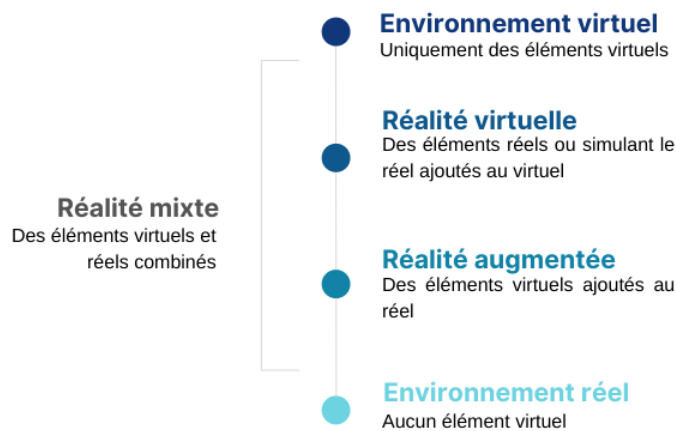 Environnement virtuel
Uniquement des éléments virtuels
Réalité virtuelle
Des éléments réels ou simulant le
réel ajoutés au virtuel
Réalité mixte
Des éléments virtuels et
réels combinés
Réalité augmentée
Des éléments virtuels ajoutés au
réel
Environnement réel
Aucun élément virtuel